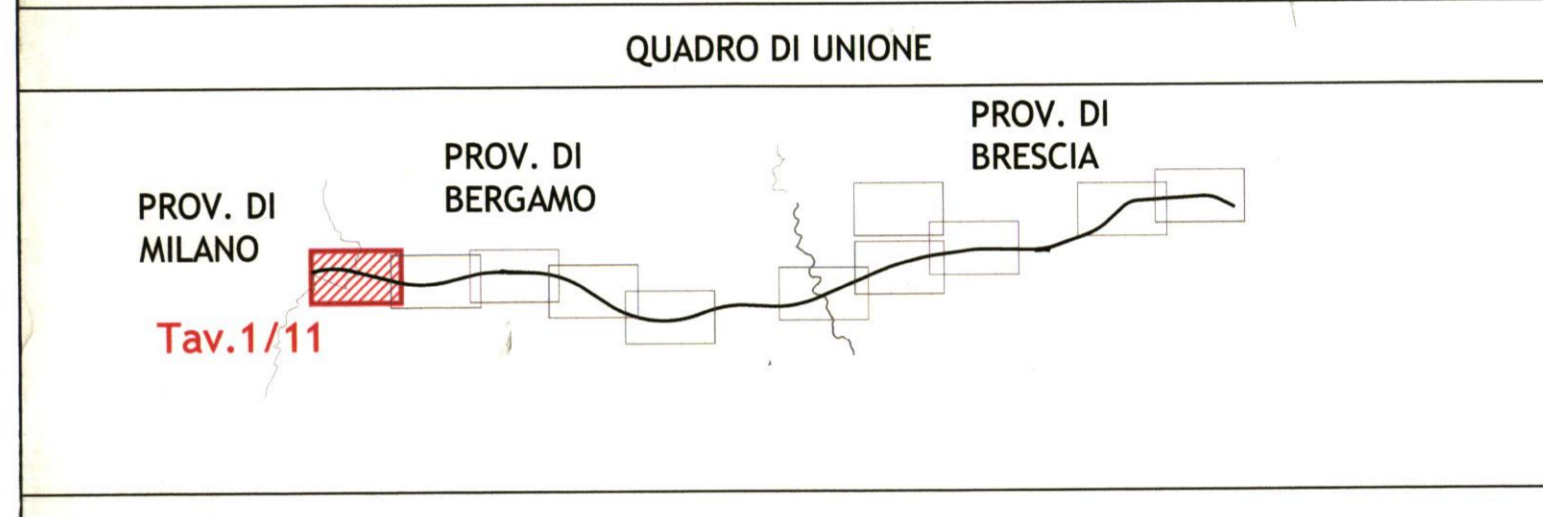 QUADRO DI UNIONE
PROV. DI
MILANO
PROV. DI
BERGAMO
PROV. DI
BRESCIA
Tav.1/11